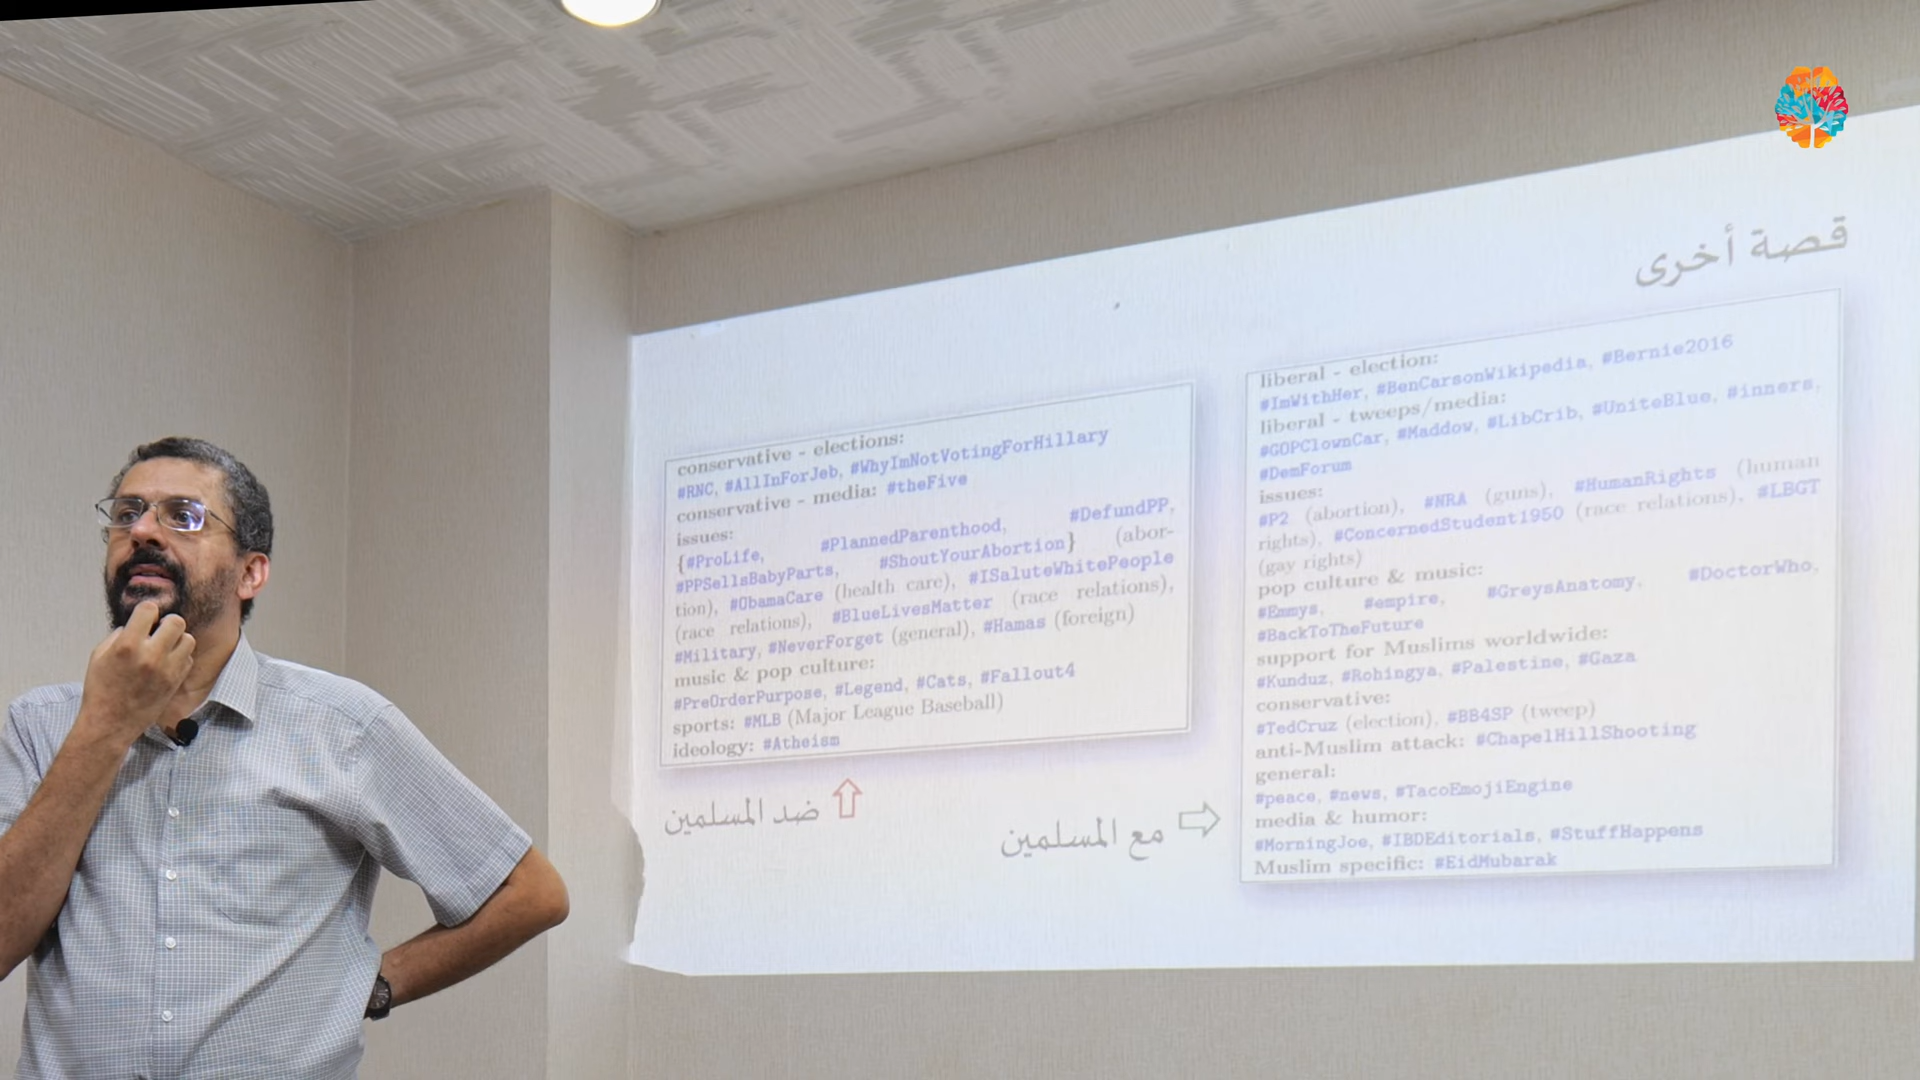 قصة أخرى
conservative - elections:
#RNC, #AllInForJeb, #WhyImNotVotingForHillary
conservative - media: #theFive
issues:
{#ProLife, #PlannedParenthood, #DefundPP,
#PPSellsBabyParts, #ShoutYourAbortion} (abor-
tion), #ObamaCare (health care), #ISaluteWhitePeople
(race relations), #BlueLivesMatter (race relations),
#Military, #NeverForget (general), #Hamas (foreign)
music & pop culture:
#PreOrderPurpose, #Legend, #Cats, #Fallout4
sports: #MLB (Major League Baseball)
ideology: #Atheism
ضد المسلمين
liberal - election:
#ImWithHer, #BenCarsonWikipedia, #Bernie2016
liberal - tweeps/media:
#GOPClownCar, #Maddow, #LibCrib, #UniteBlue, #inners,
#DemForum
issues:
#P2 (abortion), #NRA (guns), #HumanRights (human
rights), #ConcernedStudent1950 (race relations), #LBGT
(gay rights)
pop culture & music:
#Emmys, #empire, #GreysAnatomy, #DoctorWho,
#BackToTheFuture
support for Muslims worldwide:
#Kunduz, #Rohingya, #Palestine, #Gaza
conservative:
#TedCruz (election), #BB4SP (tweep)
anti-Muslim attack: #ChapelHillShooting
general:
#peace, #news, #TacoEmojiEngine
media & humor:
#MorningJoe, #IBDEditorials, #StuffHappens
Muslim specific: #EidMubarak
مع المسلمين